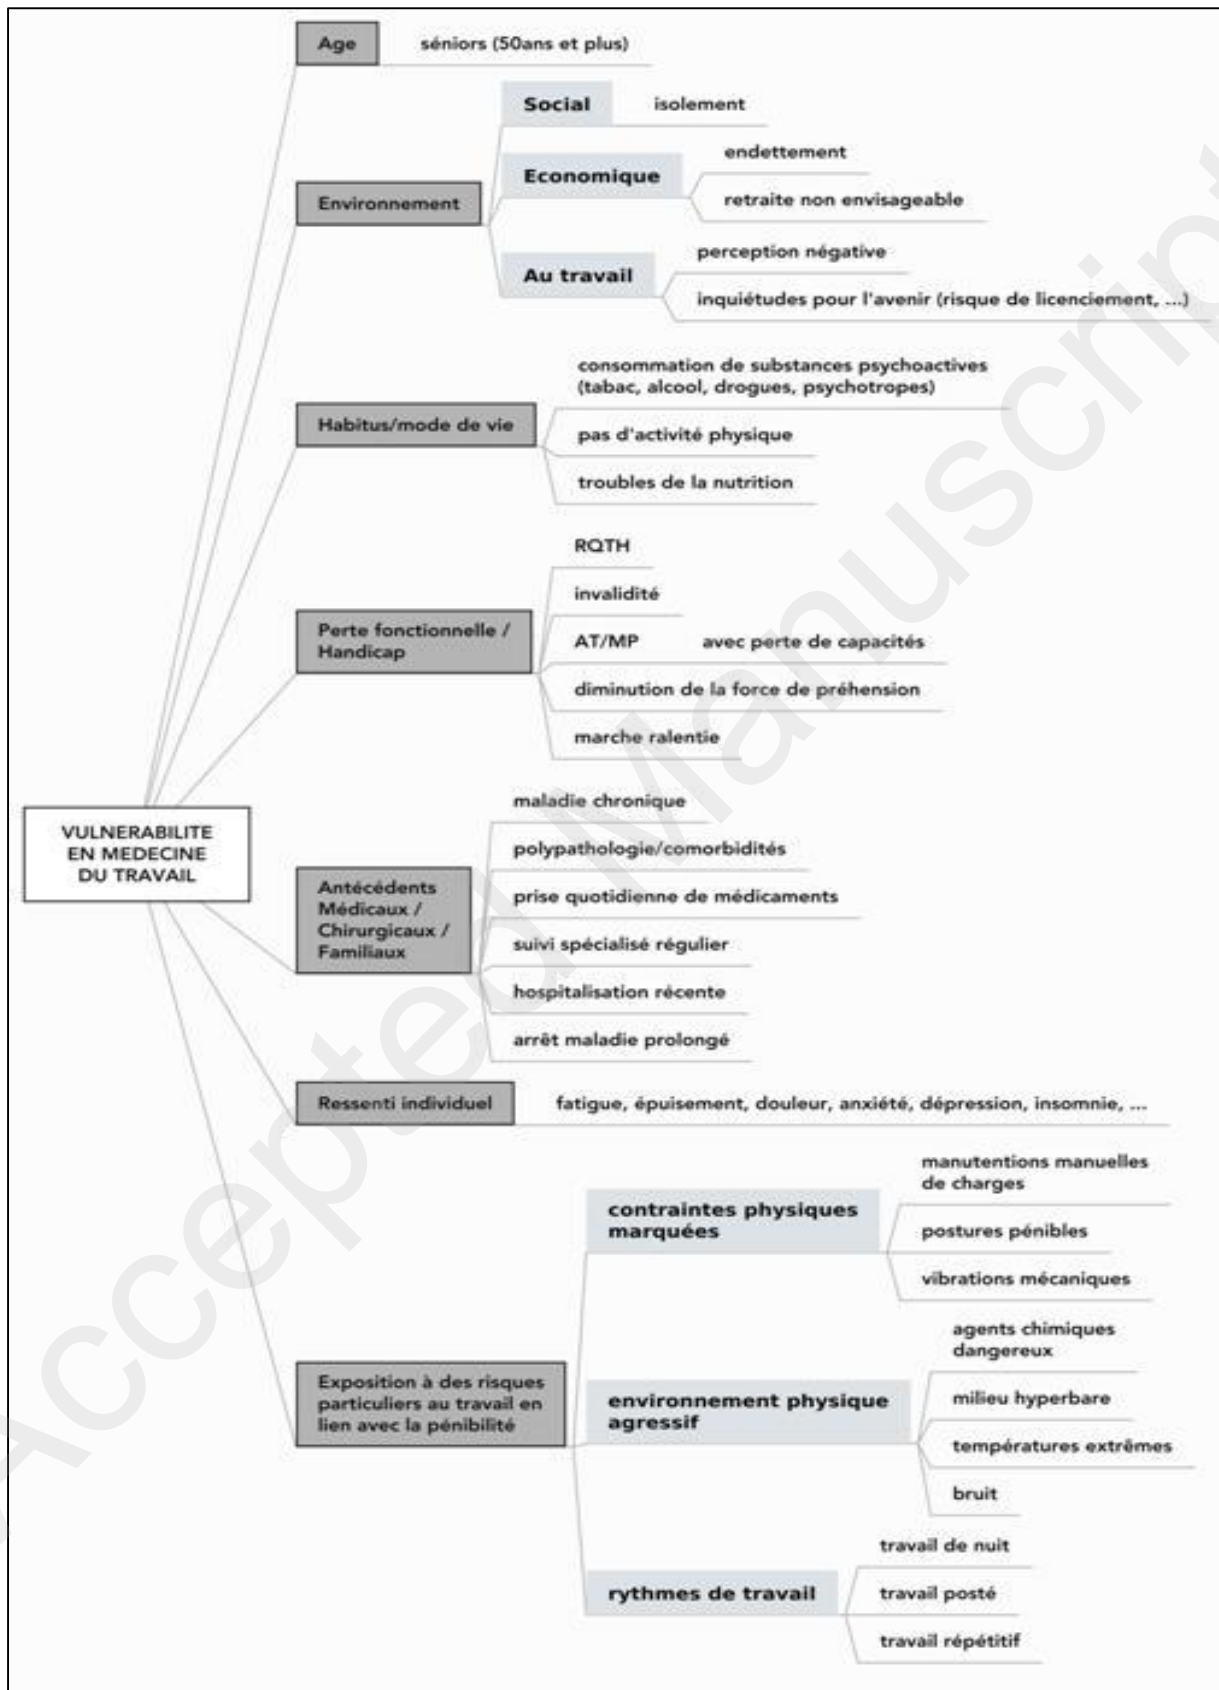 Age
séniors (50ans et plus)
Social
isolement
Environnement
Economique
endettement
retraite non envisageable
Au travail
perception négative
inquiétudes pour l'avenir (risque de licenciement, ...)
Habitus/mode de vie
consommation de substances psychoactives
(tabac, alcool, drogues, psychotropes)
pas d'activité physique
troubles de la nutrition
Perte fonctionnelle /
Handicap
RQTH
invalidité
AT/MP
avec perte de capacités
diminution de la force de préhension
marche ralentie
VULNERABILITE
EN MEDECINE
DU TRAVAIL
Antécédents
Médicaux /
Chirurgicaux /
Familiaux
maladie chronique
polypathologie/comorbidités
prise quotidienne de médicaments
suivi spécialisé régulier
hospitalisation récente
arrêt maladie prolongé
Ressenti individuel
fatigue, épuisement, douleur, anxiété, dépression, insomnie, ...
Exposition à des risques
particuliers au travail en
lien avec la pénibilité
contraintes physiques
marquées
manutentions manuelles
de charges
postures pénibles
vibrations mécaniques
environnement physique
agressif
agents chimiques
dangereux
milieu hyperbare
températures extrêmes
bruit
rythmes de travail
travail de nuit
travail posté
travail répétitif
Accepted Manuscript